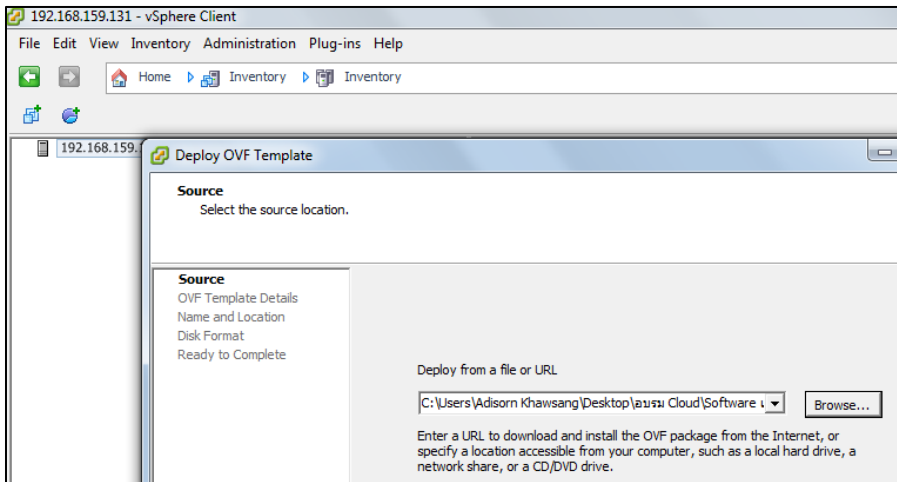 192.168.159.131 - vSphere Client
File Edit View Inventory Administration Plug-ins Help
Home Inventory Inventory
192.168.159.
Deploy OVF Template
Source
Select the source location.
Source
OVF Template Details
Name and Location
Disk Format
Ready to Complete
Deploy from a file or URL
C:\Users\Adisorn Khawsang\Desktop\อบรม Cloud\Software
Browse...
Enter a URL to download and install the OVF package from the Internet, or
specify a location accessible from your computer, such as a local hard drive, a
network share, or a CD/DVD drive.